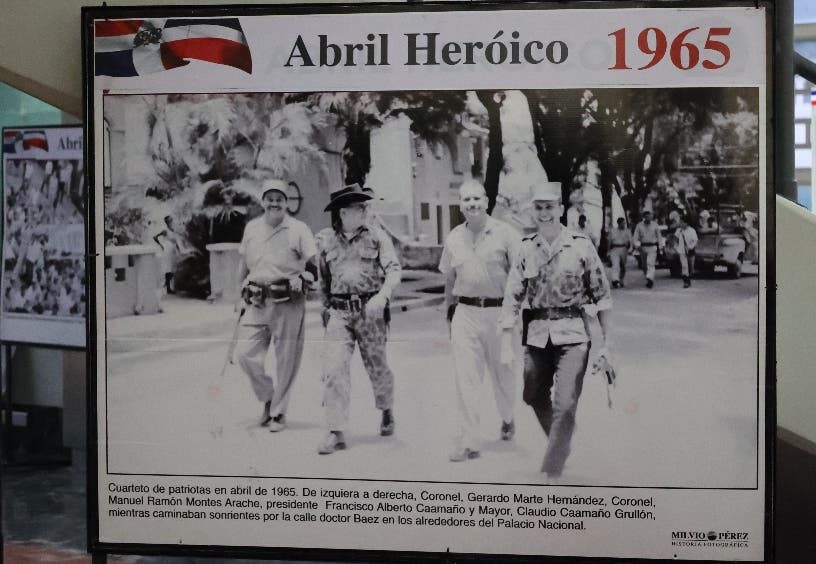 Abril Heróico 1965
Abril
Cuarteto de patriotas en abril de 1965. De izquiera a derecha, Coronel, Gerardo Marte Hernández, Coronel,
Manuel Ramón Montes Arache, presidente Francisco Alberto Caamaño y Mayor, Claudio Caamaño Grullón,
mientras caminaban sonrientes por la calle doctor Baez en los alrededores del Palacio Nacional.
MILVIO PÉREZ
HISTORIA FOTOGRÁFICA